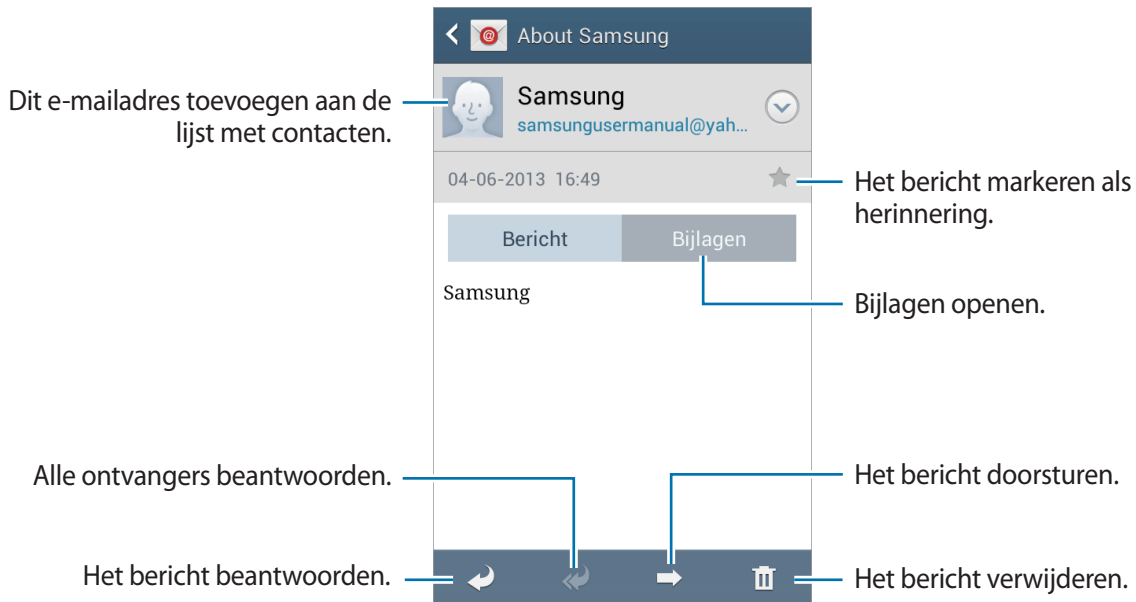 About Samsung
Dit e-mailadres toevoegen aan de
lijst met contacten.
Samsung
samsungusermanual@yah...
04-06-2013 16:49
Het bericht markeren als
herinnering.
Bericht
Bijlagen
Samsung
Bijlagen openen.
Alle ontvangers beantwoorden.
Het bericht doorsturen.
Het bericht beantwoorden.
Het bericht verwijderen.